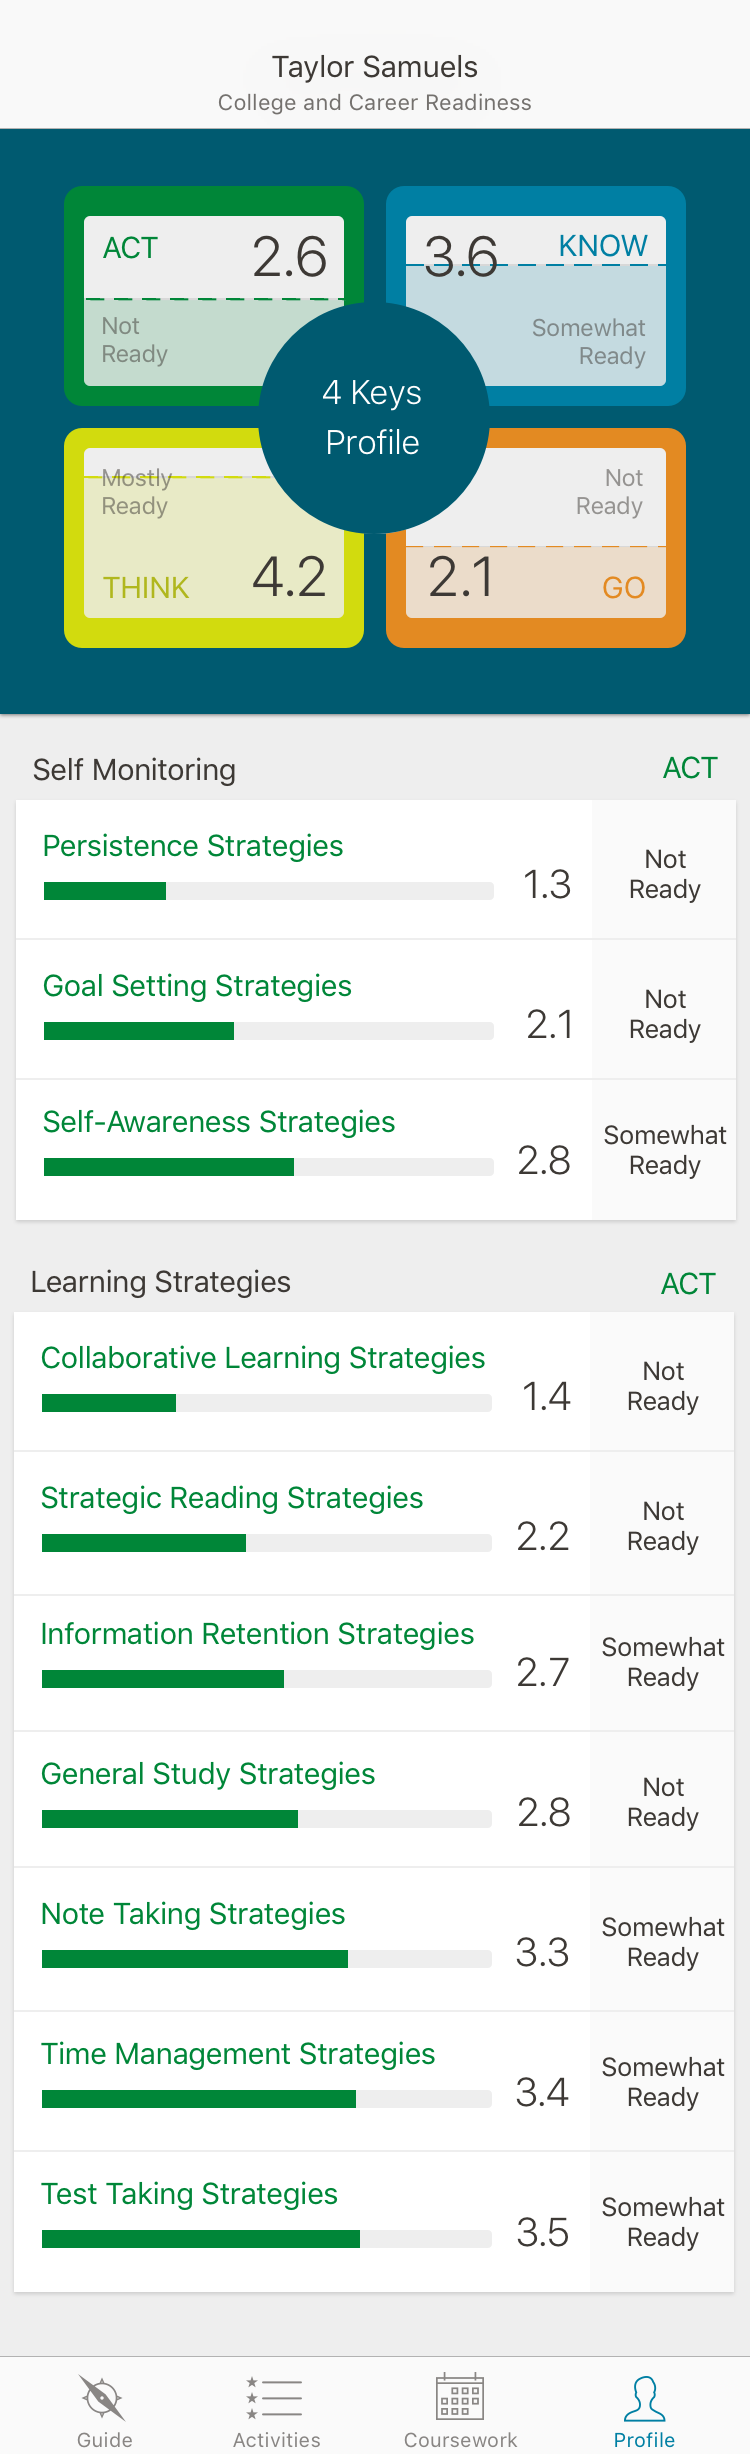 Taylor Samuels
College and Career Readiness
ACT 2.6
Not
Ready
3.6 KNOW
Somewhat
Ready
4 Keys
Profile
Mostly
Ready
THINK 4.2
Not
Ready
2.1 GO
Self Monitoring ACT
Persistence Strategies
1.3
Not
Ready
Goal Setting Strategies
2.1
Not
Ready
Self-Awareness Strategies
2.8
Somewhat
Ready
Learning Strategies ACT
Collaborative Learning Strategies
1.4
Not
Ready
Strategic Reading Strategies
2.2
Not
Ready
Information Retention Strategies
2.7
Somewhat
Ready
General Study Strategies
2.8
Not
Ready
Note Taking Strategies
3.3
Somewhat
Ready
Time Management Strategies
3.4
Somewhat
Ready
Test Taking Strategies
3.5
Somewhat
Ready
Guide Activities Coursework Profile